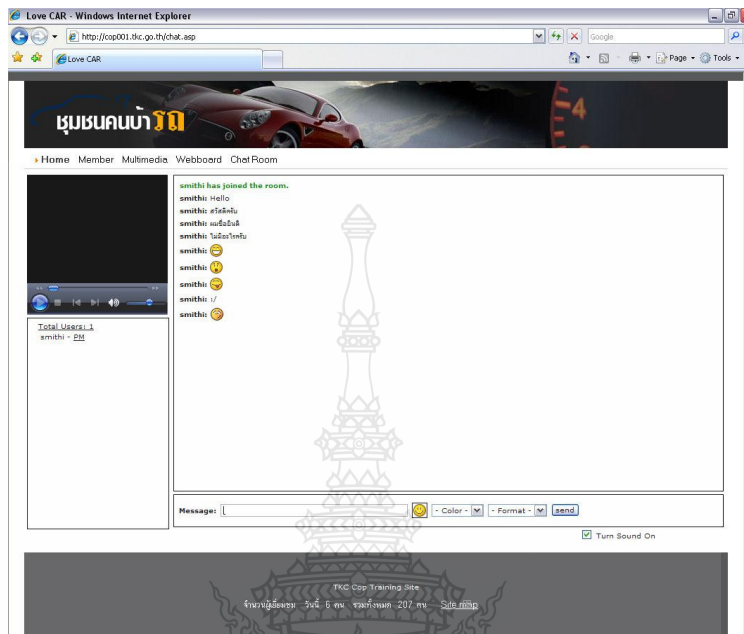 Love CAR - Windows Internet Explorer
http://cop001.tkc.go.th/chat.asp
Google
Love CAR
Page
Tools
ชุมชนคนบ้ารถ
4
Home Member Multimedia Webboard Chat Room
smithi has joined the room.
smithi: Hello
smithi: สวัสดีครับ
smithi: ผมชื่อยินดี
smithi: ไม่มีอะไรครับ
smithi:
smithi:
smithi:
smithi: :/
smithi:
Total Users: 1
smithi - PM
Message:
- Color -
- Format -
send
Turn Sound On
TKC Cop Training Site
จำนวนผู้เยี่ยมชม วันนี้ 6 คน รวมทั้งหมด 207 คน Site map